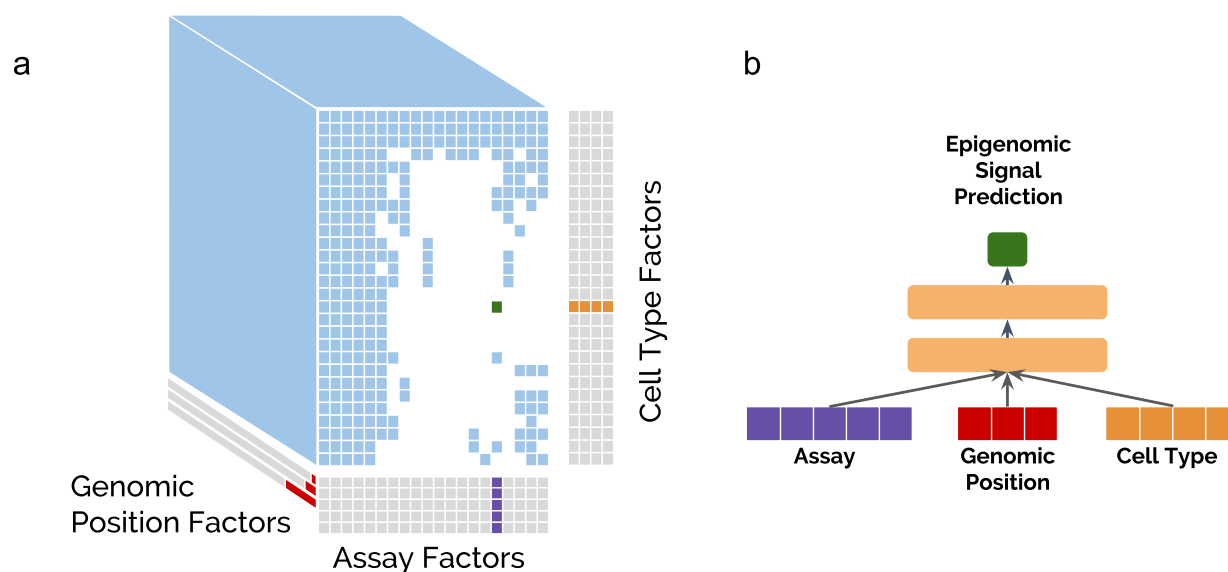 a
Genomic
Position Factors
Assay Factors
Cell Type Factors
b
Epigenomic
Signal
Prediction
Assay
Genomic
Position
Cell Type